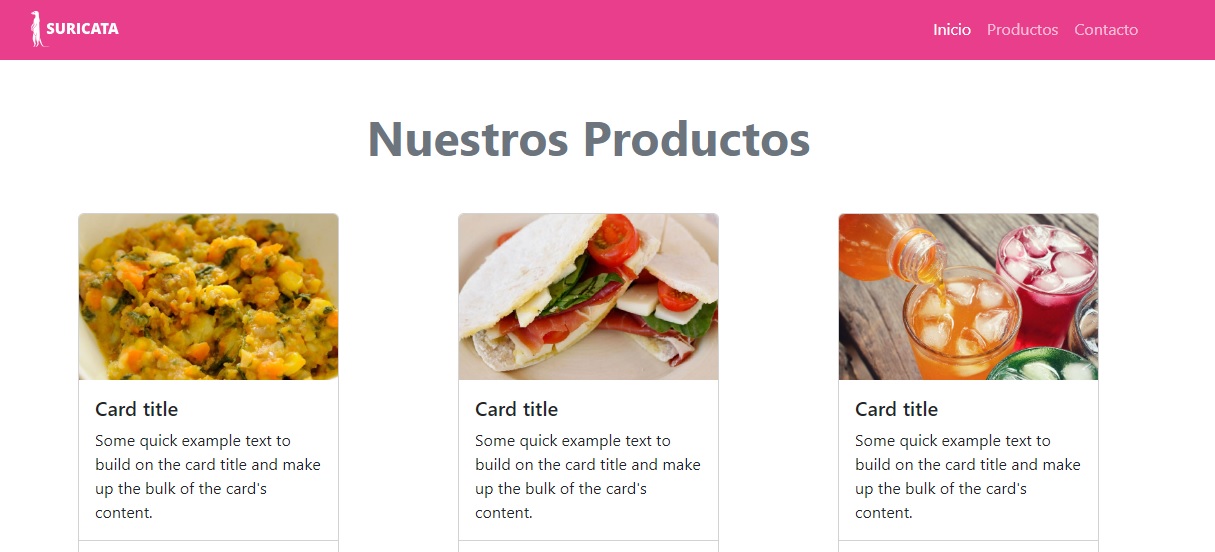 SURICATA
Inicio Productos Contacto
Nuestros Productos
Card title
Some quick example text to
build on the card title and make
up the bulk of the card's
content.
Card title
Some quick example text to
build on the card title and make
up the bulk of the card's
content.
Card title
Some quick example text to
build on the card title and make
up the bulk of the card's
content.